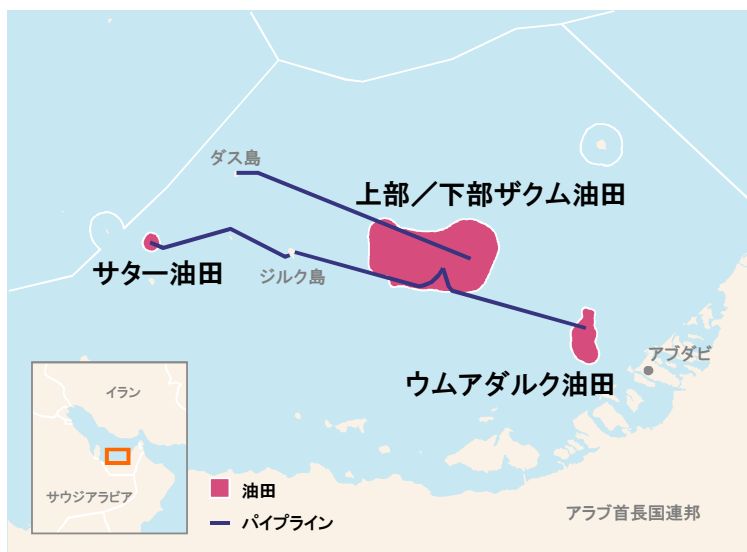 ダス島
上部／下部ザクム油田
サター油田
ジルク島
アブダビ
ウムアダルク油田
イラン
サウジアラビア
油田
パイプライン
アラブ首長国連邦